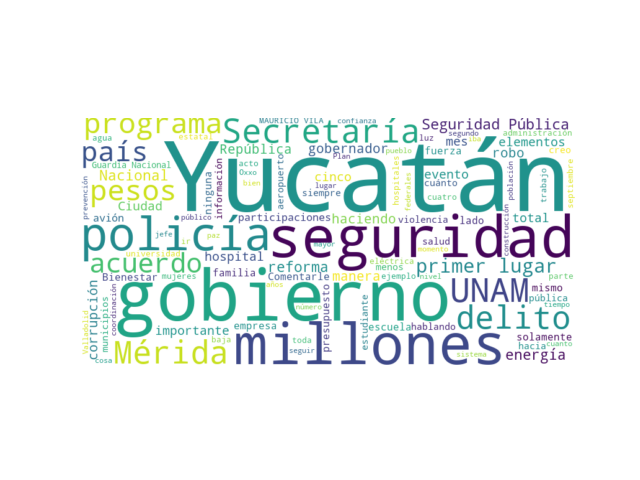 MAURICIO VILA confianza
programa Secretaría Seguridad Pública
agua estatal gobernador luz segundo administración
país Guardia Nacional República mes elementos
Yucatán
Nacional acto Plan iba robo creo
pesos Oxxo bien cinco evento
prevención ninguna información aeropuerto lugar siempre hospitales federales cuánto nivel cuatro población trabajo septiembre
Ciudad
avión público participaciones haciendo violencia lado total
policía seguridad
jefe ir paz mayor salud momento construcción
universidad hospital eléctrica
acuerdo familia reforma menos primer lugar
Bienestar mujeres Comentarle manera ejemplo pueblo fuerza parte
gobierno años UNAM mismo
corrupción municipios coordinación número presupuesto estudiante pública
Valladolid importante empresa escuela hablando delito
Mérida baja toda millones solamente
seguir sistema hacia cuanto
cosa energía tiempo